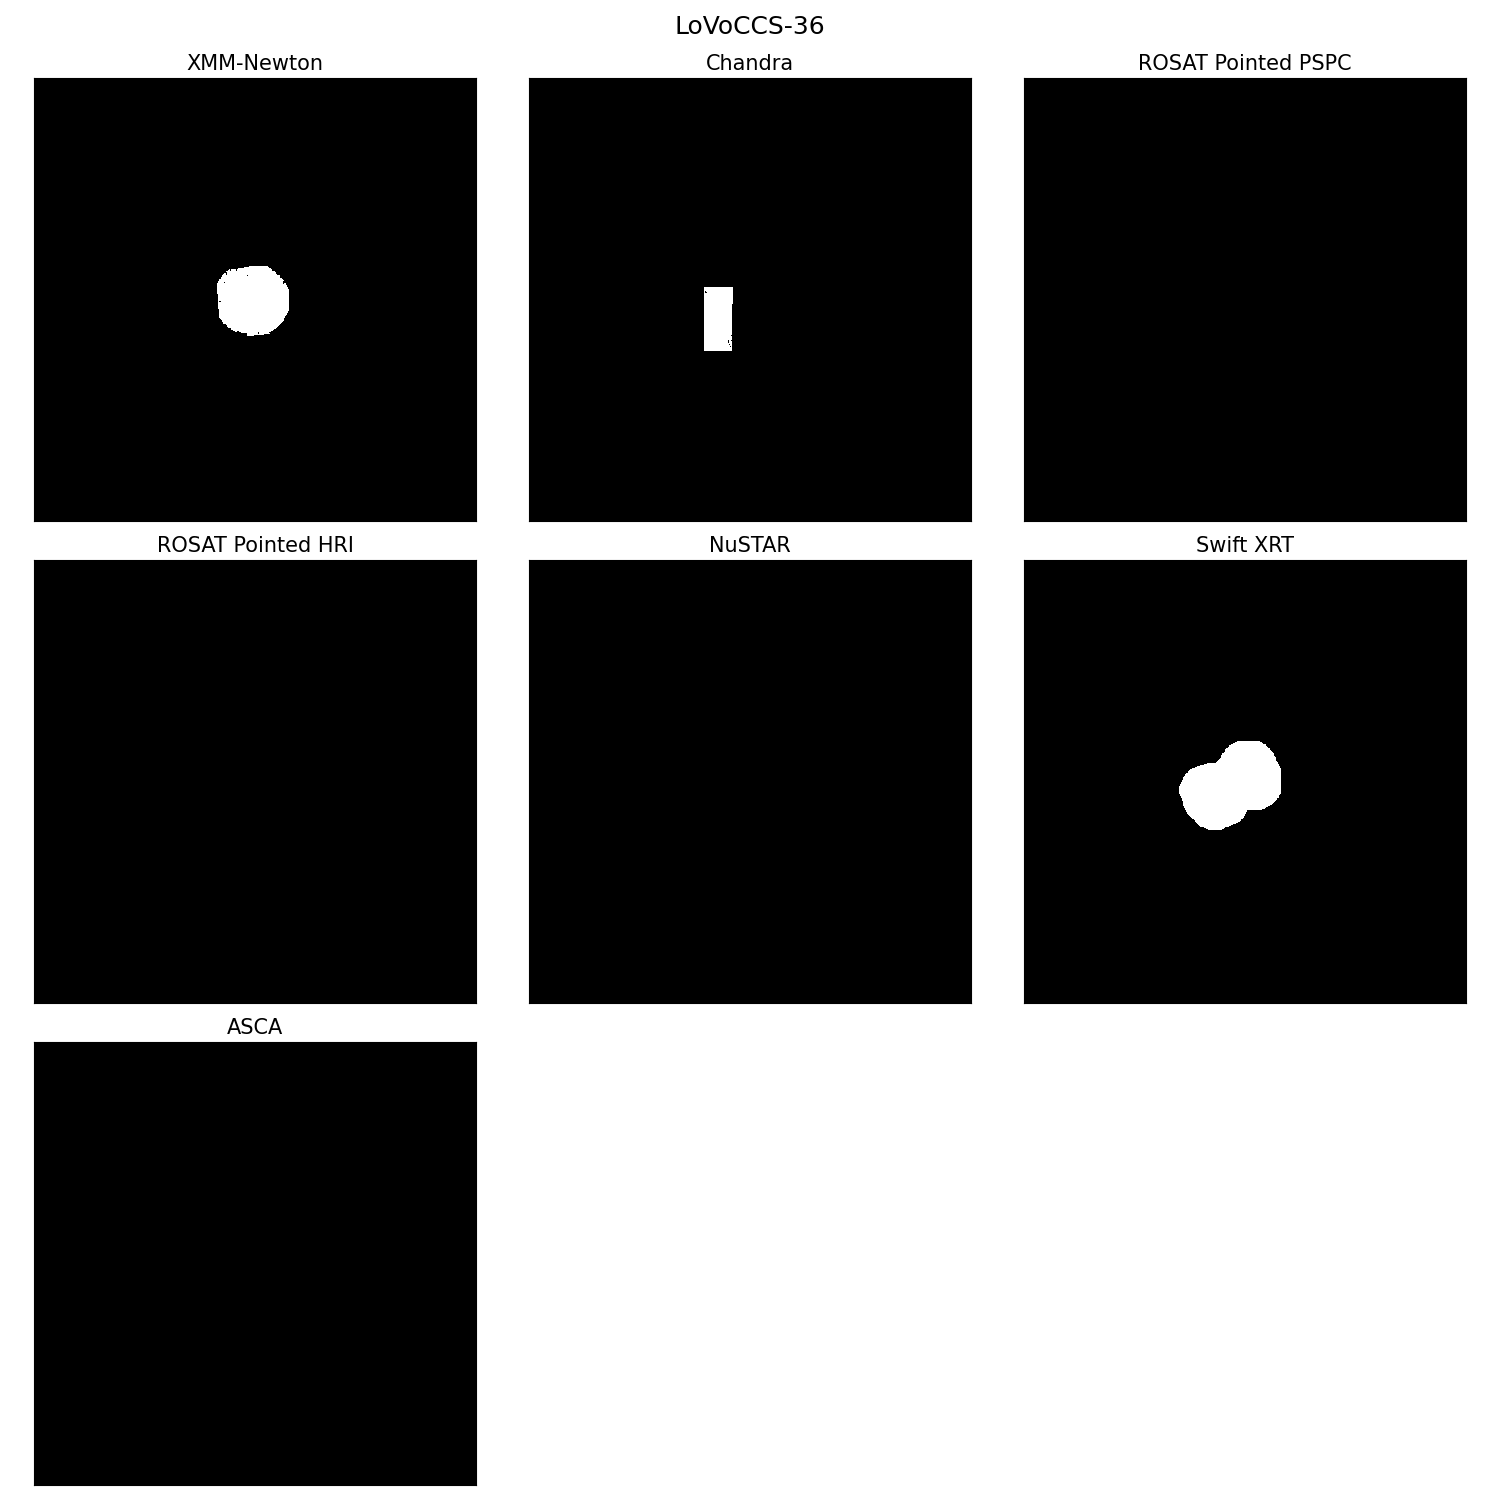 LoVoCCS-36
XMM-Newton
Chandra
ROSAT Pointed PSPC
ROSAT Pointed HRI
NuSTAR
Swift XRT
ASCA